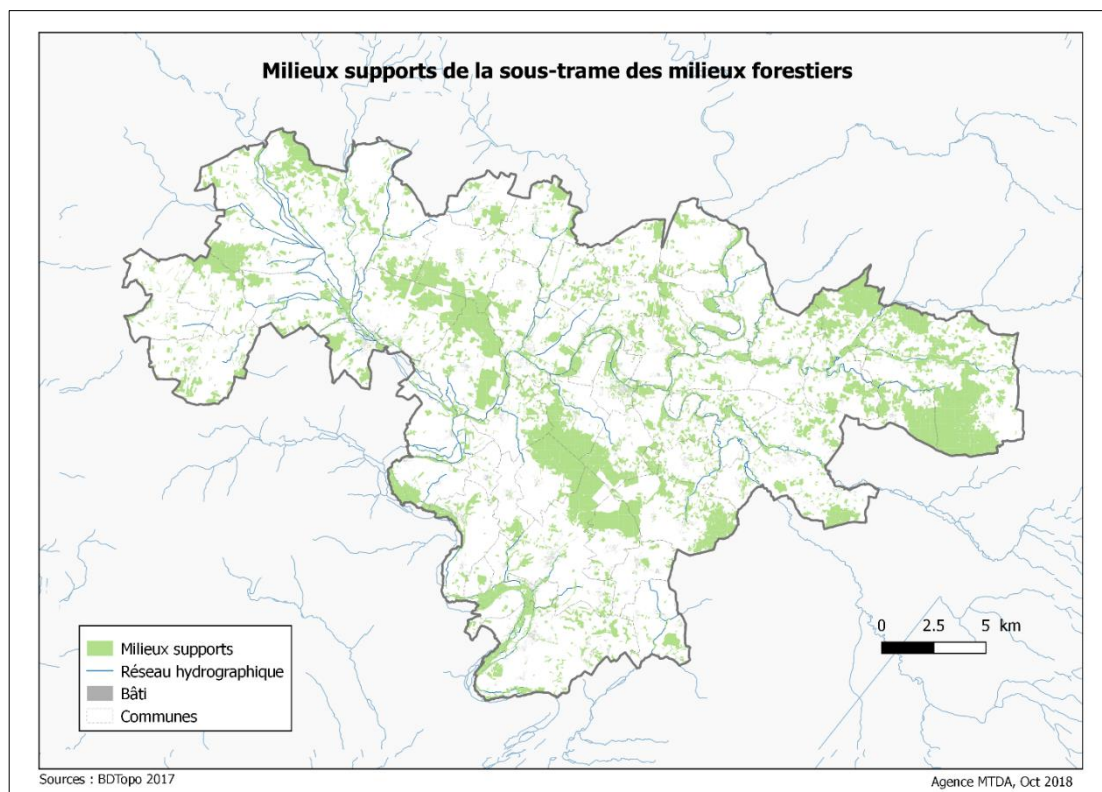 Milieux supports de la sous-trame des milieux forestiers
0 2.5 5 km
Milieux supports
Réseau hydrographique
Bâti
Communes
Sources : BDTopo 2017
Agence MTDA, Oct 2018